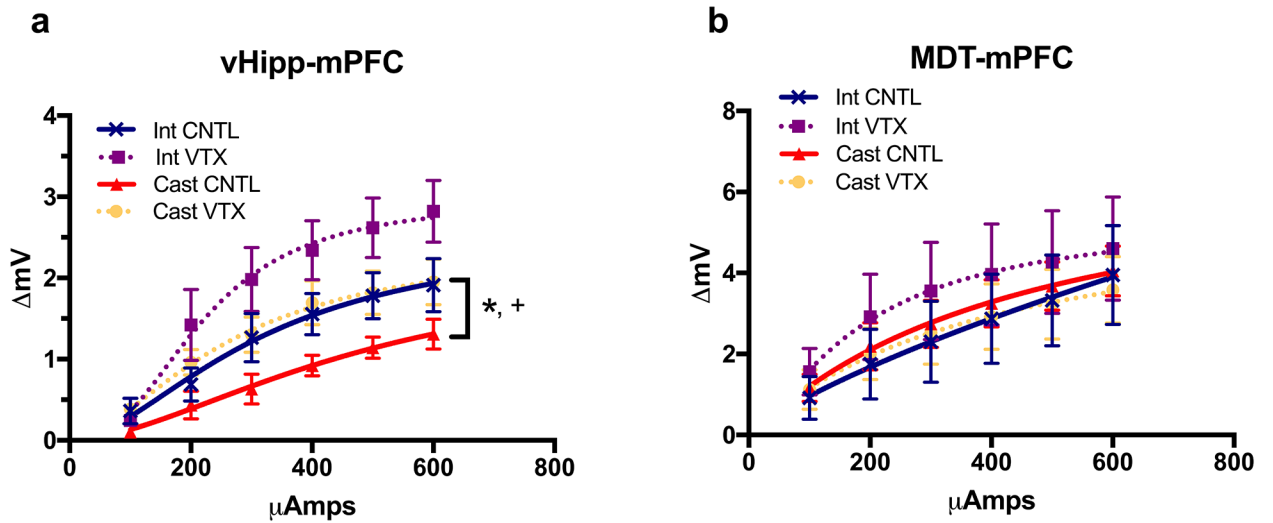 a
vHipp-mPFC
4
3
2
1
0
ΔmV
Int CNTL
Int VTX
Cast CNTL
Cast VTX
*, +
0 200 400 600 800
μAmps
b
MDT-mPFC
8
6
4
2
0
ΔmV
Int CNTL
Int VTX
Cast CNTL
Cast VTX
0 200 400 600 800
μAmps